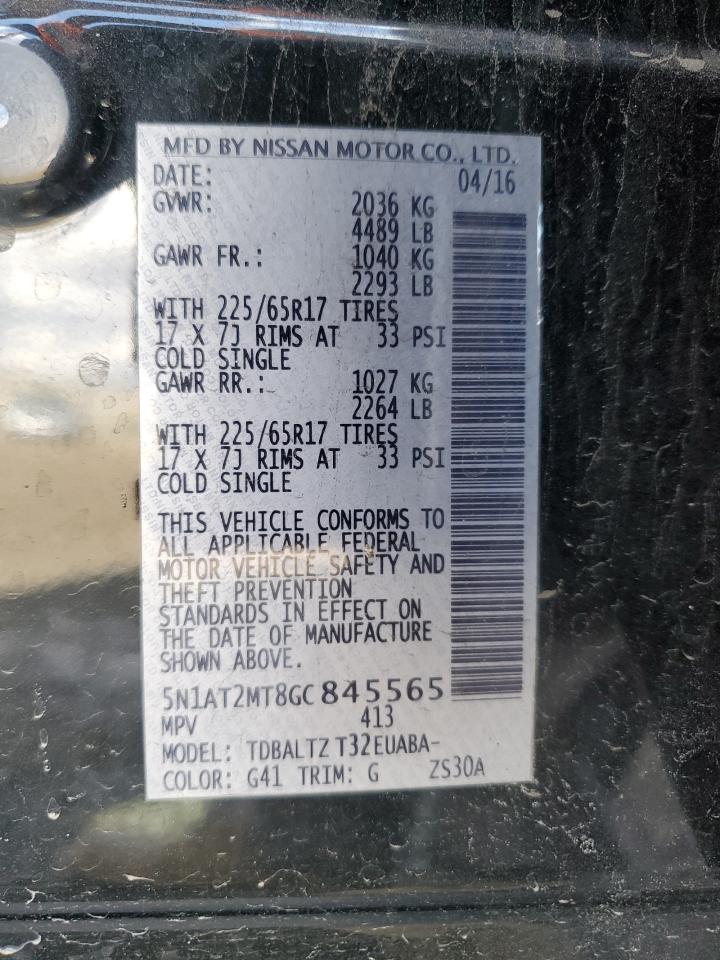 MFD BY NISSAN MOTOR CO., LTD.
DATE: 04/16
GVWR: 2036 KG
4489 LB
GAWR FR.: 1040 KG
2293 LB
WITH 225/65R17 TIRES
17 X 7J RIMS AT 33 PSI
COLD SINGLE
GAWR RR.: 1027 KG
2264 LB
WITH 225/65R17 TIRES
17 X 7J RIMS AT 33 PSI
COLD SINGLE
THIS VEHICLE CONFORMS TO
ALL APPLICABLE FEDERAL
MOTOR VEHICLE SAFETY AND
THEFT PREVENTION
STANDARDS IN EFFECT ON
THE DATE OF MANUFACTURE
SHOWN ABOVE.
5N1AT2MT8GC845565
MPV 413
MODEL: TDBALTZ T32EUABA-
COLOR: G41 TRIM: G ZS30A